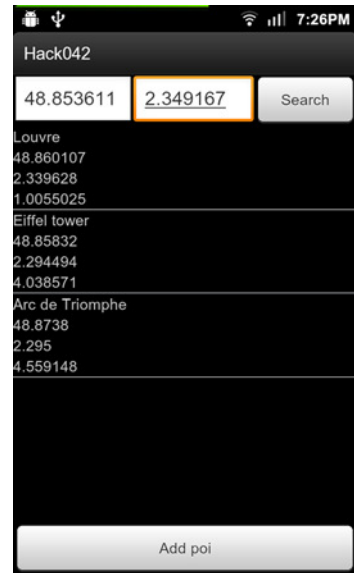 7:26PM
Hack042
48.853611 2.349167 Search
Louvre
48.860107
2.339628
1.0055025
Eiffel tower
48.85832
2.294494
4.038571
Arc de Triomphe
48.8738
2.295
4.559148
Add poi